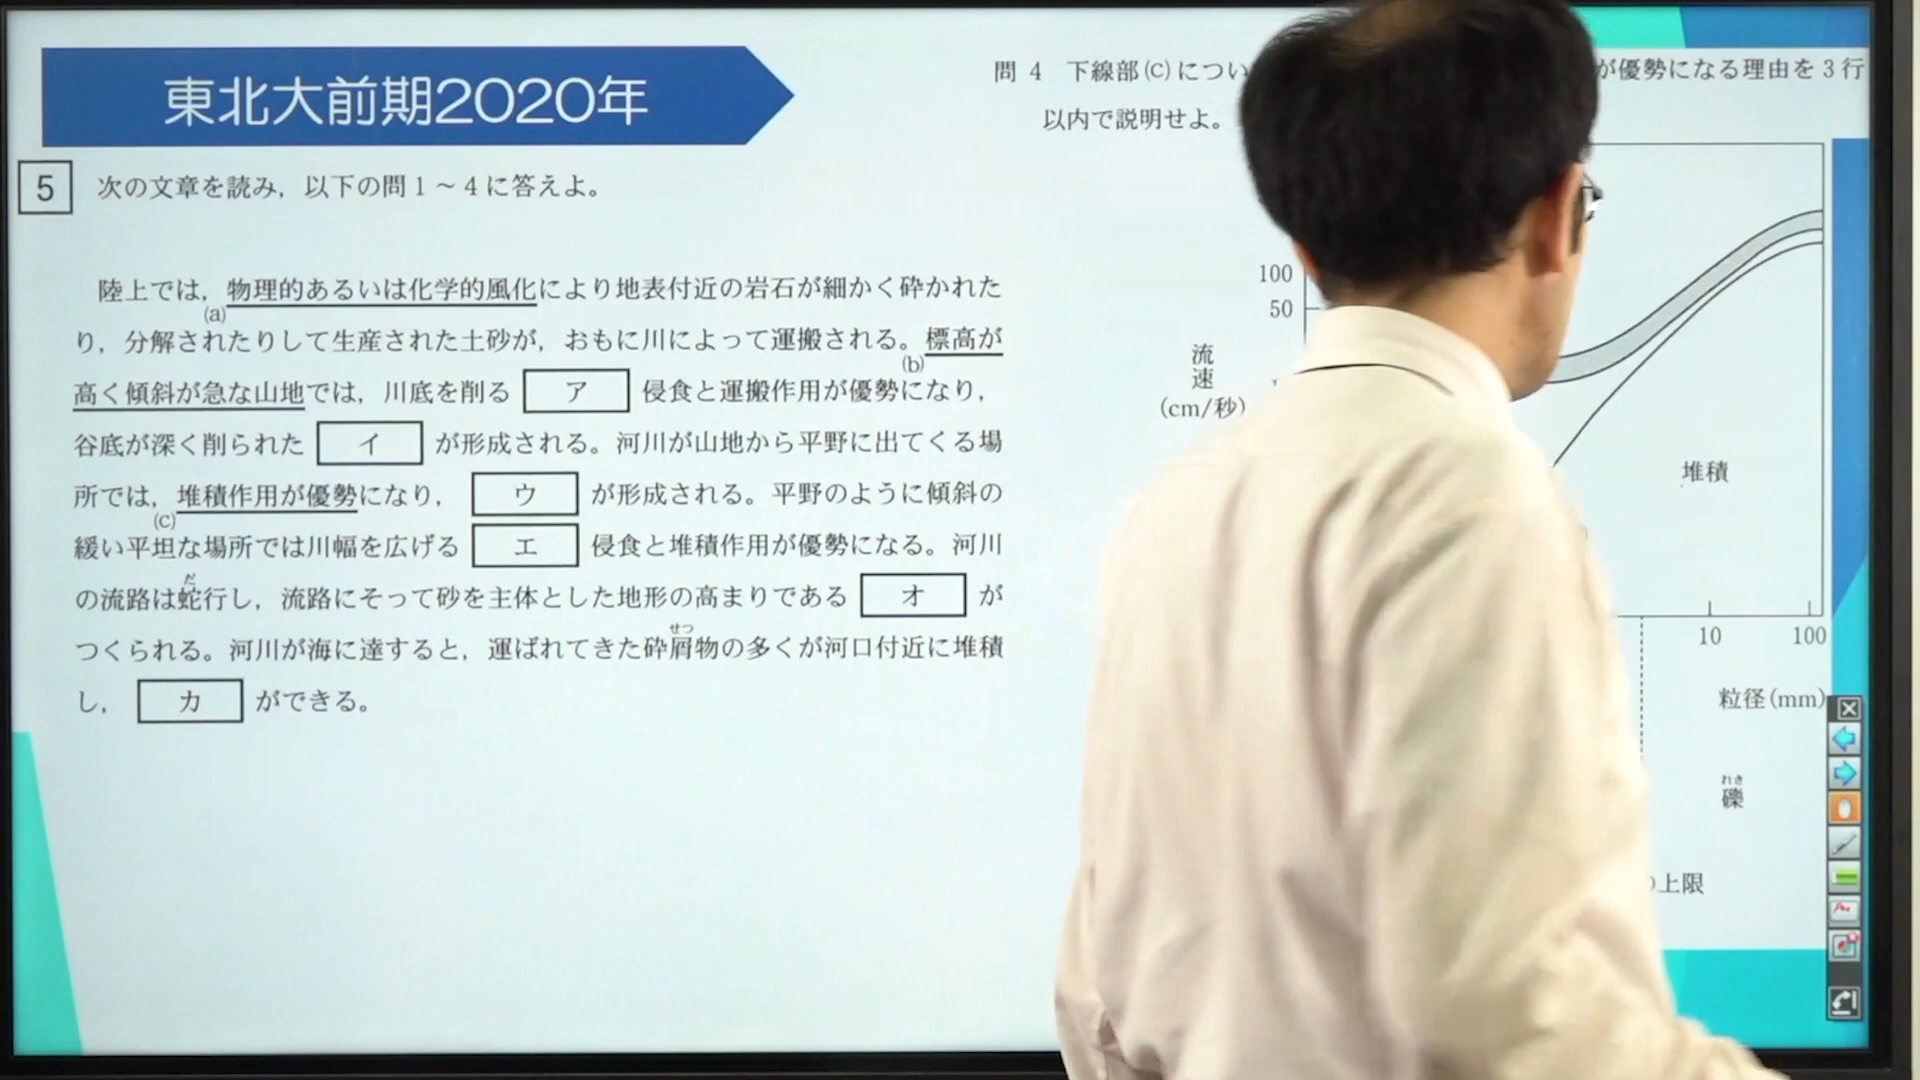 東北大前期2020年
5 次の文章を読み，以下の問1～4に答えよ。
陸上では，物理的あるいは化学的風化により地表付近の岩石が細かく砕かれた
(a)
り，分解されたりして生産された土砂が，おもに川によって運搬される。標高が
(b)
高く傾斜が急な山地では，川底を削る ア 侵食と運搬作用が優勢になり，
谷底が深く削られた イ が形成される。河川が山地から平野に出てくる場
所では，堆積作用が優勢になり， ウ が形成される。平野のように傾斜の
(c)
緩い平坦な場所では川幅を広げる エ 侵食と堆積作用が優勢になる。河川
だ
の流路は蛇行し，流路にそって砂を主体とした地形の高まりである オ が
せつ
つくられる。河川が海に達すると，運ばれてきた砕屑物の多くが河口付近に堆積
し， カ ができる。
問 4 下線部(c)につい
が優勢になる理由を3行
以内で説明せよ。
100
50
流速
(cm/秒)
堆積
10 100
粒径(mm)
れき
礫
上限